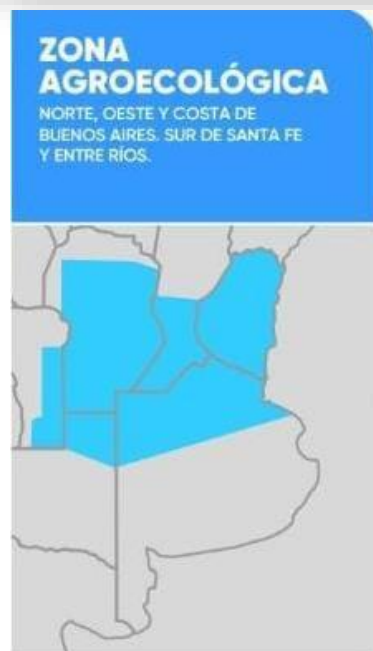 ZONA
AGROECOLÓGICA
NORTE, OESTE Y COSTA DE
BUENOS AIRES. SUR DE SANTA FE
Y ENTRE RÍOS.